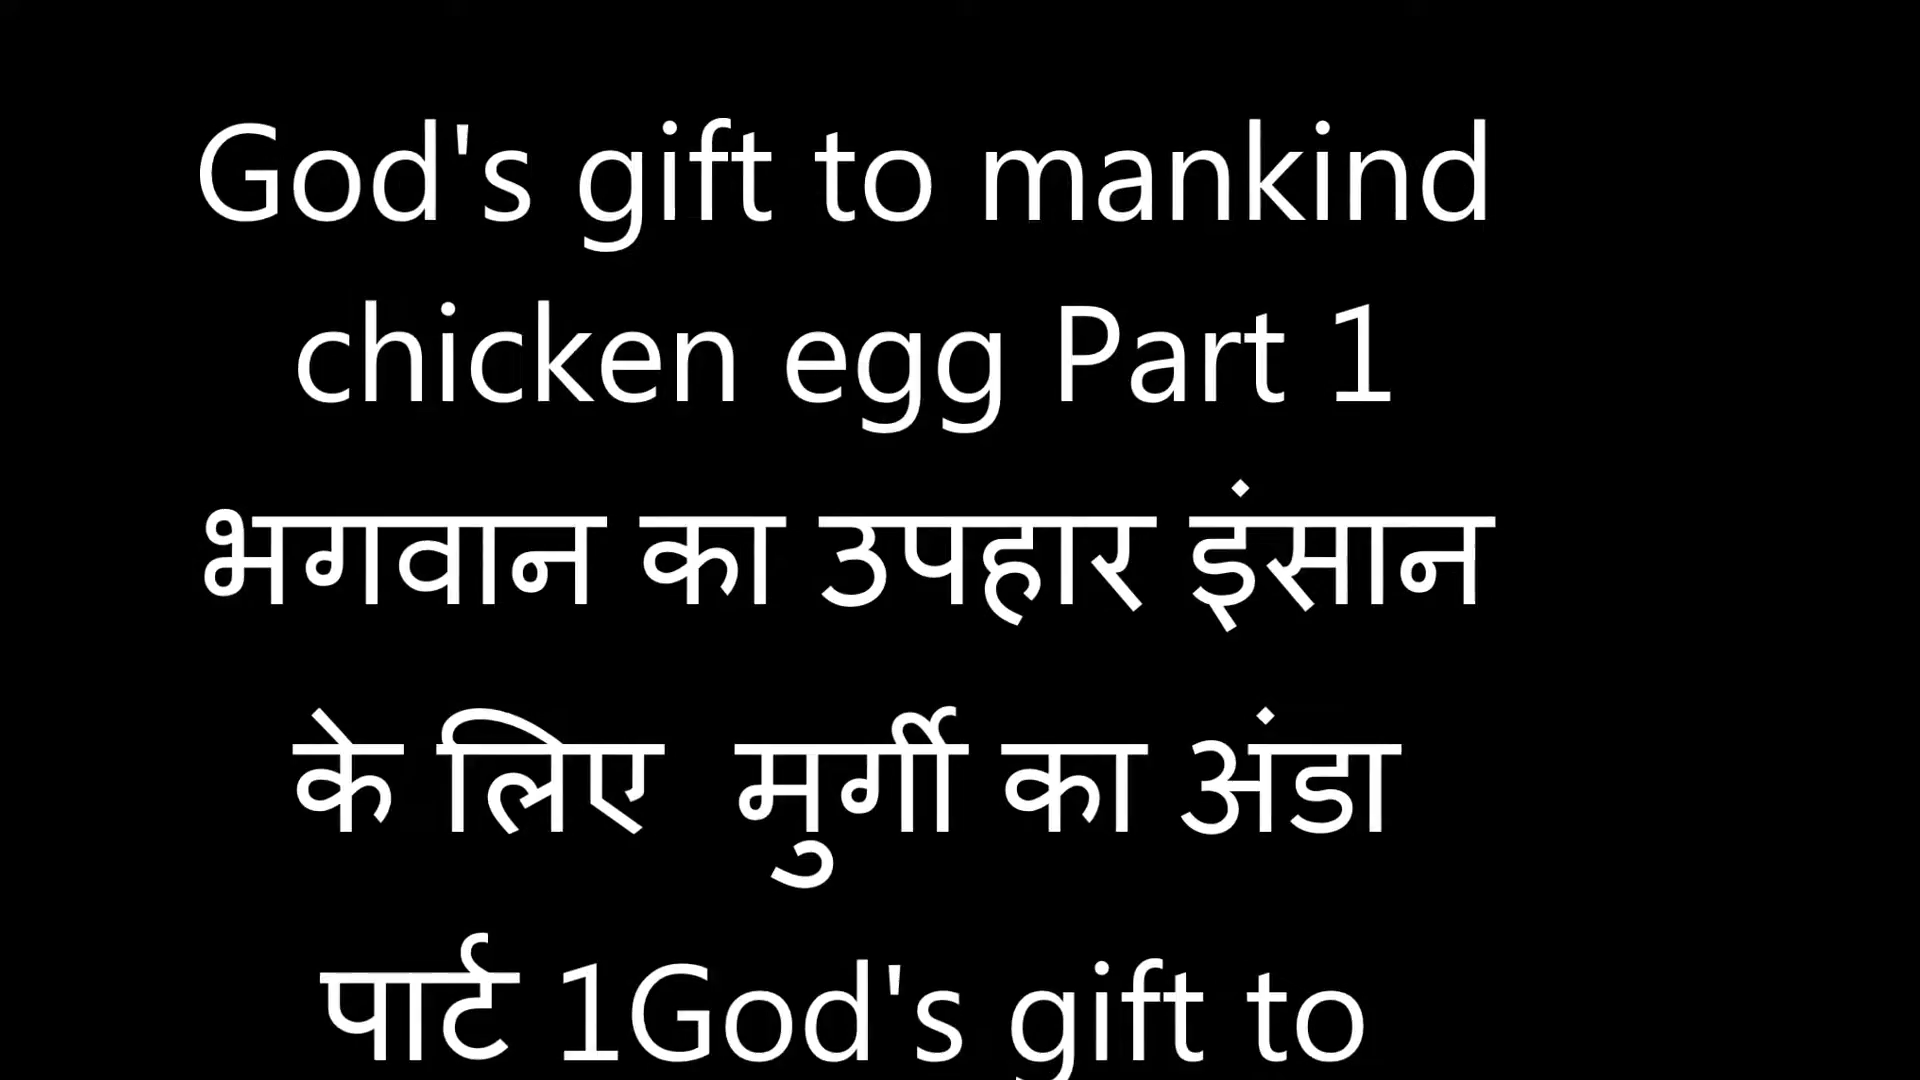 God's gift to mankind
chicken egg Part 1
भगवान का उपहार इंसान
के लिए  मुर्गी का अंडा
पार्ट 1God's gift to